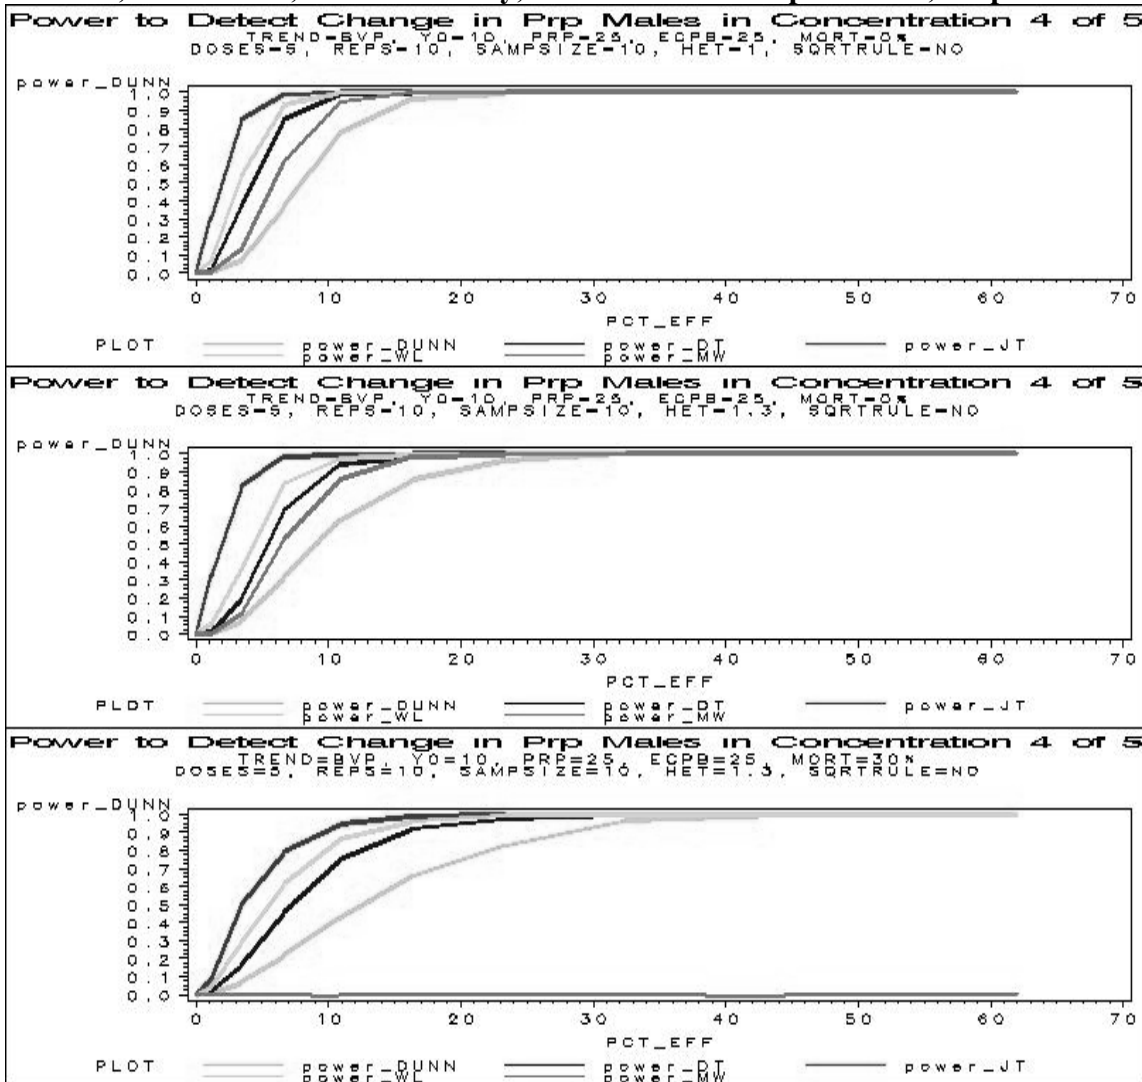 Power to Detect Change in Prp Males in Concentration 4 of 5
TREND=BVP, Y0=10, PRP=25, ECPB=25, MORT=0%
DOSES=5, REPS=10, SAMPSIZE=10, HET=1, SQRTRULE=NO
power_DUNN
1.0
0.9
0.8
0.7
0.6
0.5
0.4
0.3
0.2
0.1
0.0
0 10 20 30 40 50 60 70
PCT_EFF
PLOT power_DUNN power_DT power_JT
power_WL power_MW
Power to Detect Change in Prp Males in Concentration 4 of 5
TREND=BVP, Y0=10, PRP=25, ECPB=25, MORT=0%
DOSES=5, REPS=10, SAMPSIZE=10, HET=1.3, SQRTRULE=NO
power_DUNN
1.0
0.9
0.8
0.7
0.6
0.5
0.4
0.3
0.2
0.1
0.0
0 10 20 30 40 50 60 70
PCT_EFF
PLOT power_DUNN power_DT power_JT
power_WL power_MW
Power to Detect Change in Prp Males in Concentration 4 of 5
TREND=BVP, Y0=10, PRP=25, ECPB=25, MORT=30%
DOSES=5, REPS=10, SAMPSIZE=10, HET=1.3, SQRTRULE=NO
power_DUNN
1.0
0.9
0.8
0.7
0.6
0.5
0.4
0.3
0.2
0.1
0.0
0 10 20 30 40 50 60 70
PCT_EFF
PLOT power_DUNN power_DT power_JT
power_WL power_MW